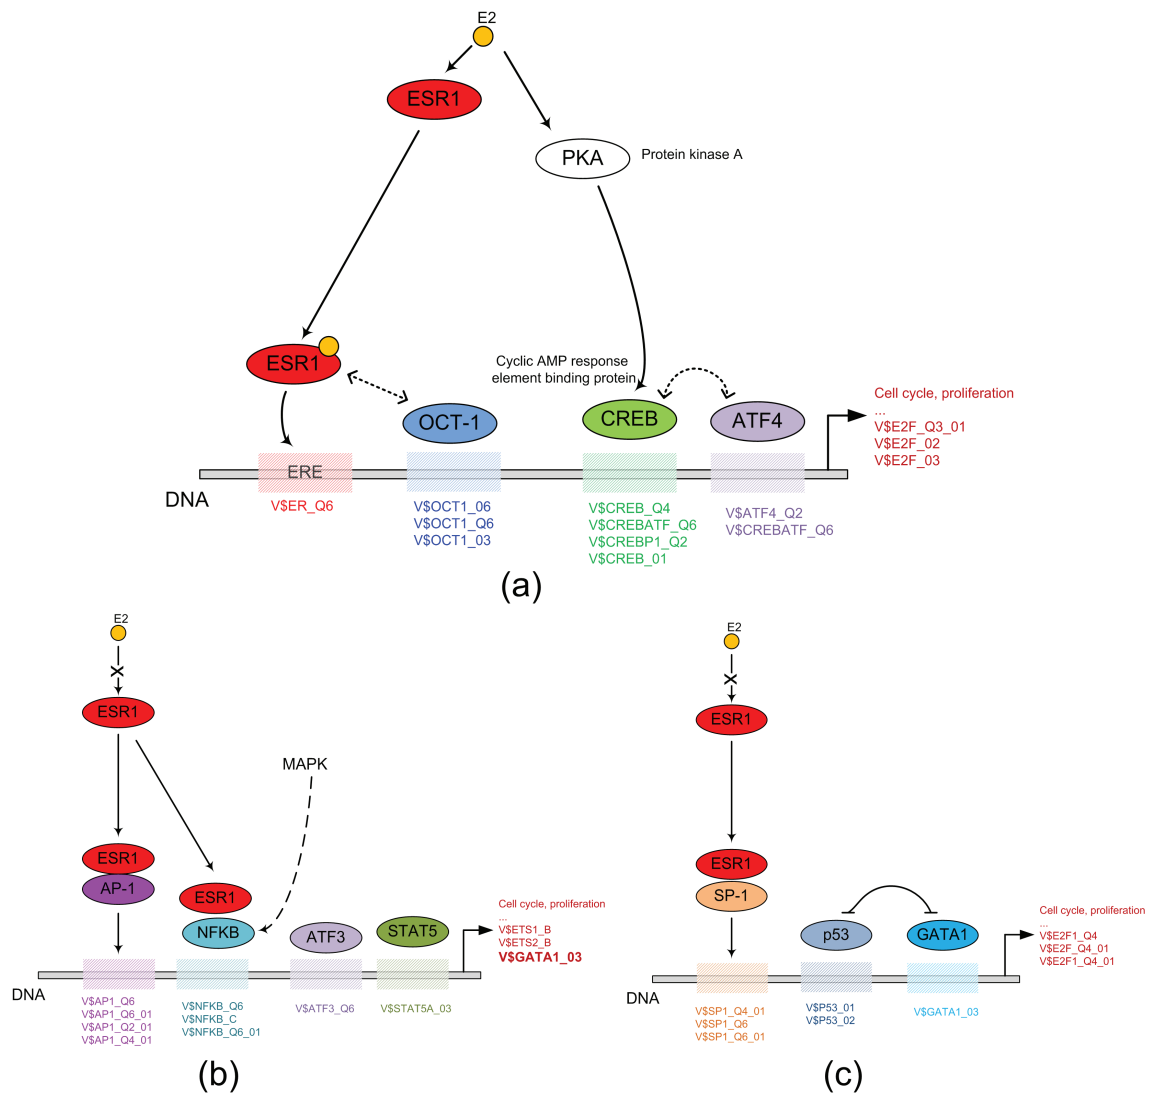 E2
ESR1
PKA
Protein kinase A
ESR1
Cyclic AMP response
element binding protein
OCT-1
CREB
ATF4
Cell cycle, proliferation
...
V$E2F_Q3_01
V$E2F_02
V$E2F_03
ERE
DNA
V$ER_Q6
V$OCT1_06
V$OCT1_Q6
V$OCT1_03
V$CREB_Q4
V$CREBATF_Q6
V$CREBP1_Q2
V$CREB_01
V$ATF4_Q2
V$CREBATF_Q6
(a)
E2
X
ESR1
MAPK
ESR1
AP-1
ESR1
NFKB
ATF3
STAT5
Cell cycle, proliferation
...
V$ETS1_B
V$ETS2_B
V$GATA1_03
DNA
V$AP1_Q6
V$AP1_Q6_01
V$AP1_Q2_01
V$AP1_Q4_01
V$NFKB_Q6
V$NFKB_C
V$NFKB_Q6_01
V$ATF3_Q6
V$STAT5A_03
(b)
E2
X
ESR1
ESR1
SP-1
p53
GATA1
Cell cycle, proliferation
...
V$E2F1_Q4
V$E2F_Q4_01
V$E2F1_Q4_01
DNA
V$SP1_Q4_01
V$SP1_Q6
V$SP1_Q6_01
V$P53_01
V$P53_02
V$GATA1_03
(c)